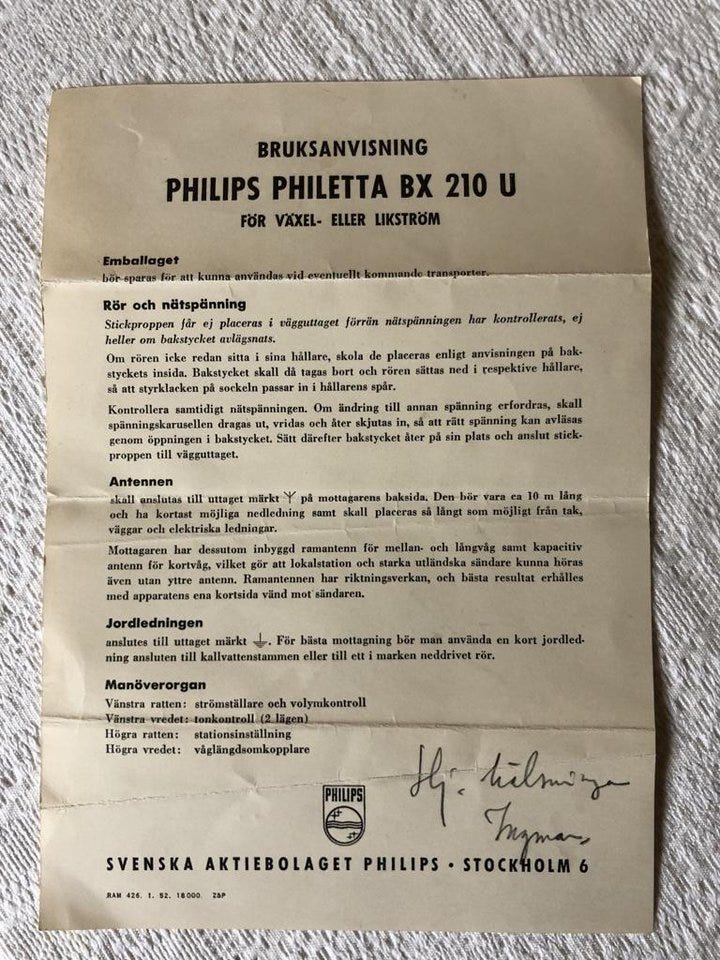 BRUKSANVISNING
PHILIPS PHILETTA BX 210 U
FÖR VÄXEL- ELLER LIKSTRÖM
Emballaget
bör sparas för att kunna användas vid eventuellt kommande transporter.
Rör och nätspänning
Stickproppen får ej placeras i vägguttaget förrän nätspänningen har kontrollerats, ej
heller om bakstycket avlägsnats.
Om rören icke redan sitta i sina hållare, skola de placeras enligt anvisningen på bak-
styckets insida. Bakstycket skall då tagas bort och rören sättas ned i respektive hållare,
så att styrklacken på sockeln passar in i hållarens spår.
Kontrollera samtidigt nätspänningen. Om ändring till annan spänning erfordras, skall
spänningskarusellen dragas ut, vridas och åter skjutas in, så att rätt spänning kan avläsas
genom öppningen i bakstycket. Sätt därefter bakstycket åter på sin plats och anslut stick-
proppen till vägguttaget.
Antennen
skall anslutas till uttaget märkt på mottagarens baksida. Den bör vara ca 10 m lång
och ha kortast möjliga nedledning samt skall placeras så långt som möjligt från tak,
väggar och elektriska ledningar.
Mottagaren har dessutom inbyggd ramantenn för mellan- och långvåg samt kapacitiv
antenn för kortvåg, vilket gör att lokalstation och starka utländska sändare kunna höras
även utan yttre antenn. Ramantennen har riktningsverkan, och bästa resultat erhålles
med apparatens ena kortsida vänd mot sändaren.
Jordledningen
anslutes till uttaget märkt ⏚. För bästa mottagning bör man använda en kort jordled-
ning ansluten till kallvattenstammen eller till ett i marken neddrivet rör.
Manöverorgan
Vänstra ratten: strömställare och volymkontroll
Vänstra vredet: tonkontroll (2 lägen)
Högra ratten: stationsinställning
Högra vredet: våglängdsomkopplare
Hj. hälsningar
Ingmar
PHILIPS
SVENSKA AKTIEBOLAGET PHILIPS • STOCKHOLM 6
RAM 426. 1. 52. 18000. Z&P